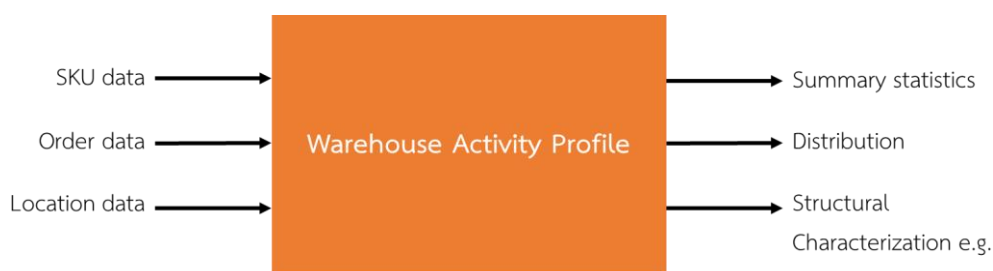 SKU data
Order data
Location data
Warehouse Activity Profile
Summary statistics
Distribution
Structural
Characterization e.g.